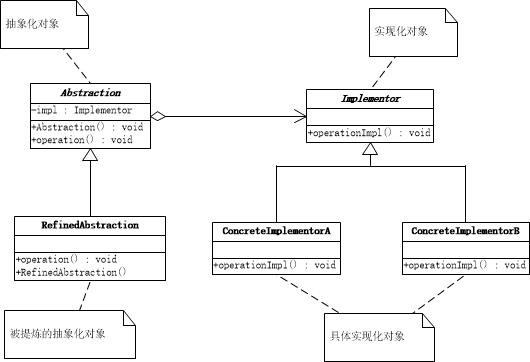 抽象化对象
实现化对象
Abstraction
-impl : Implementor
+Abstraction() : void
+operation() : void
Implementor
+operationImpl() : void
RefinedAbstraction
+operation() : void
+RefinedAbstraction()
ConcreteImplementorA
+operationImpl() : void
ConcreteImplementorB
+operationImpl() : void
被提炼的抽象化对象
具体实现化对象